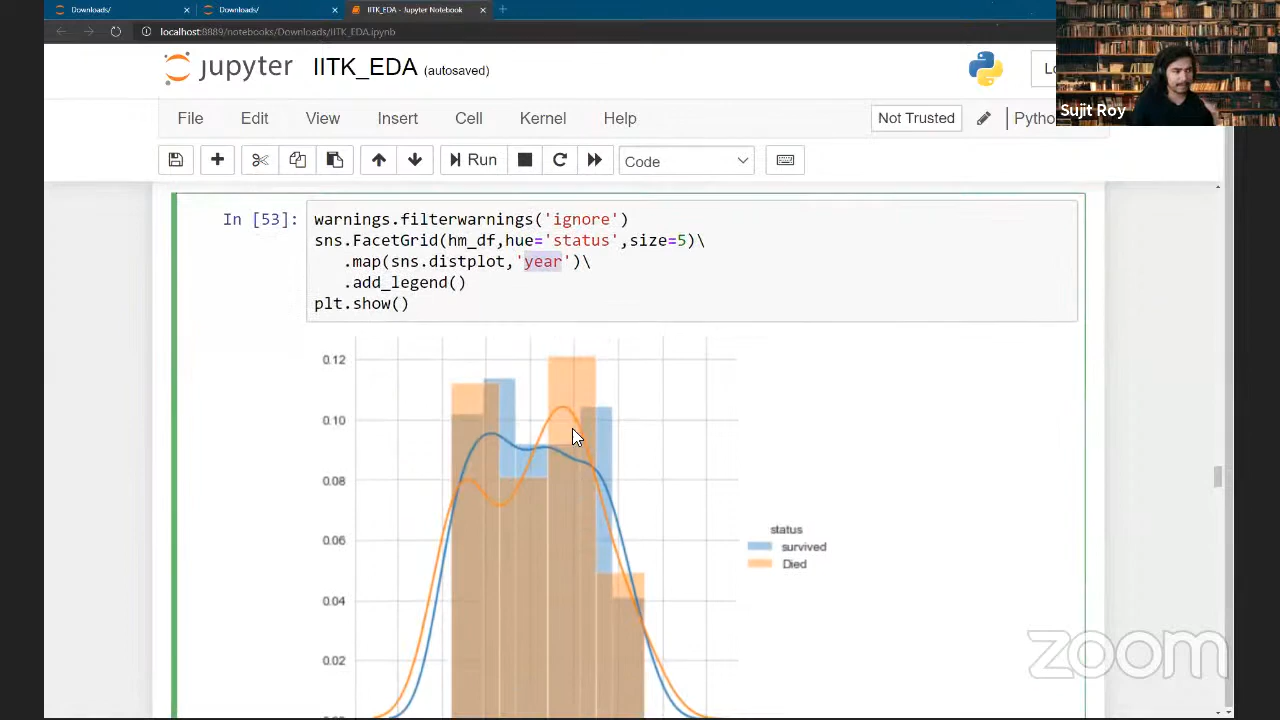 Downloads/
Downloads/
IITK_EDA - Jupyter Notebook
localhost:8889/notebooks/Downloads/IITK_EDA.ipynb
jupyter IITK_EDA (autosaved)
Sujit Roy
File Edit View Insert Cell Kernel Help Not Trusted
Run Code
In [53]: warnings.filterwarnings('ignore')
sns.FacetGrid(hm_df,hue='status',size=5)\
.map(sns.distplot,'year')\
.add_legend()
plt.show()
0.12
0.10
0.08
0.06
0.04
0.02
status
survived
Died
zoom